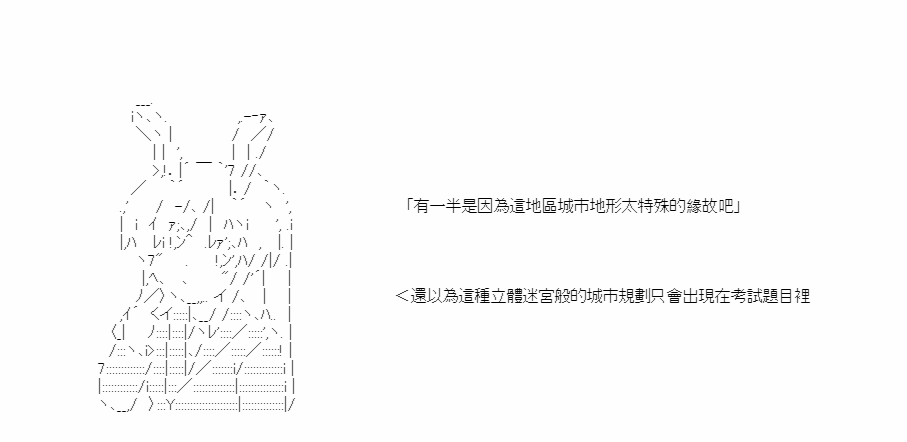 「有一半是因為這地區城市地形太特殊的緣故吧」
＜還以為這種立體迷宮般的城市規劃只會出現在考試題目裡